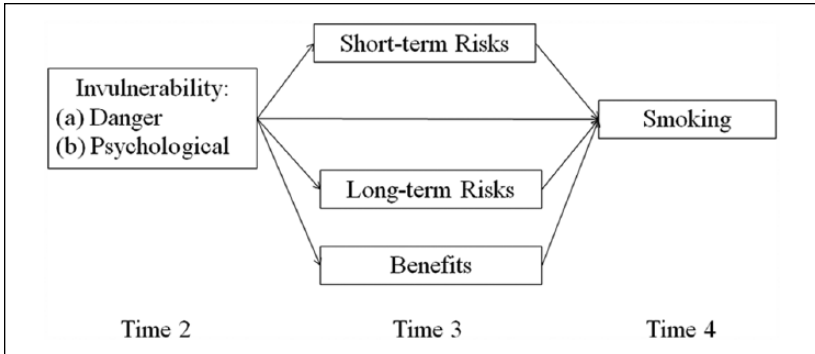 Short-term Risks
Invulnerability:
(a) Danger
(b) Psychological
Smoking
Long-term Risks
Benefits
Time 2
Time 3
Time 4